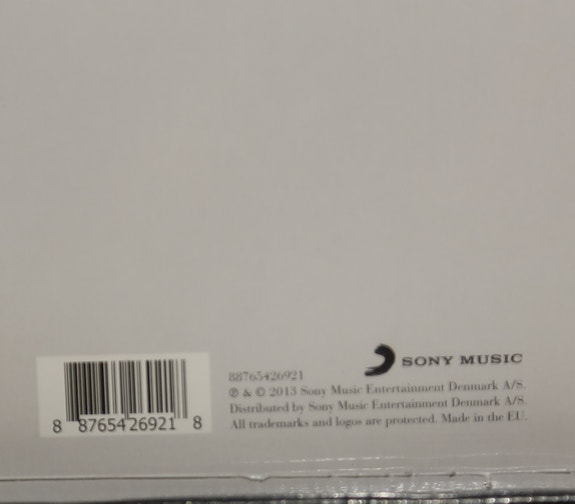 SONY MUSIC
88765426921
℗ & © 2013 Sony Music Entertainment Denmark A/S.
Distributed by Sony Music Entertainment Denmark A/S.
All trademarks and logos are protected. Made in the EU.
8 87654 26921 8